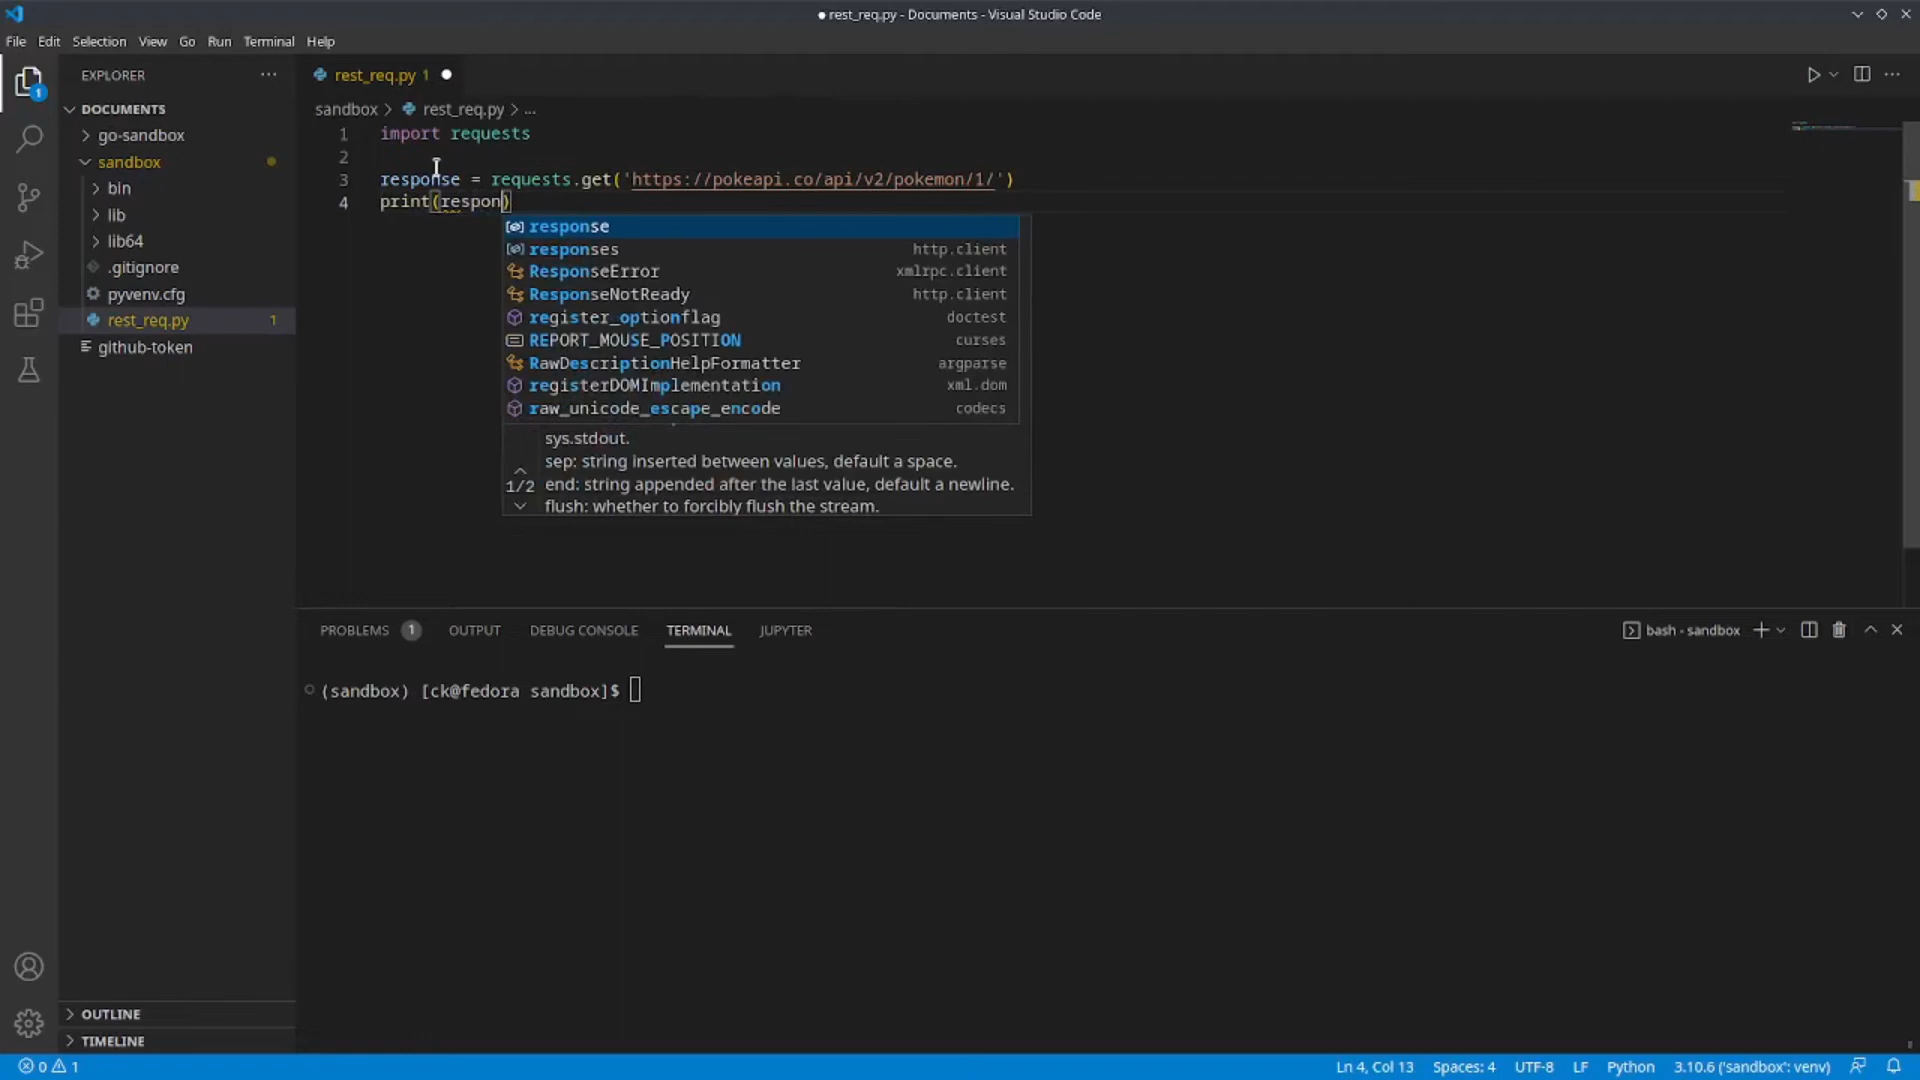 ● rest_req.py - Documents - Visual Studio Code
File Edit Selection View Go Run Terminal Help
EXPLORER ···
1
DOCUMENTS
go-sandbox
sandbox
bin
lib
lib64
.gitignore
pyvenv.cfg
rest_req.py 1
github-token
OUTLINE
TIMELINE
rest_req.py 1 ●
sandbox > rest_req.py > ...
1 import requests
2
3 response = requests.get('https://pokeapi.co/api/v2/pokemon/1/')
4 print(respon)
response
responses http.client
ResponseError xmlrpc.client
ResponseNotReady http.client
register_optionflag doctest
REPORT_MOUSE_POSITION curses
RawDescriptionHelpFormatter argparse
registerDOMImplementation xml.dom
raw_unicode_escape_encode codecs
sys.stdout.
sep: string inserted between values, default a space.
1/2
end: string appended after the last value, default a newline.
flush: whether to forcibly flush the stream.
PROBLEMS 1 OUTPUT DEBUG CONSOLE TERMINAL JUPYTER
bash - sandbox
(sandbox) [ck@fedora sandbox]$
0 1
Ln 4, Col 13 Spaces: 4 UTF-8 LF Python 3.10.6 ('sandbox': venv)